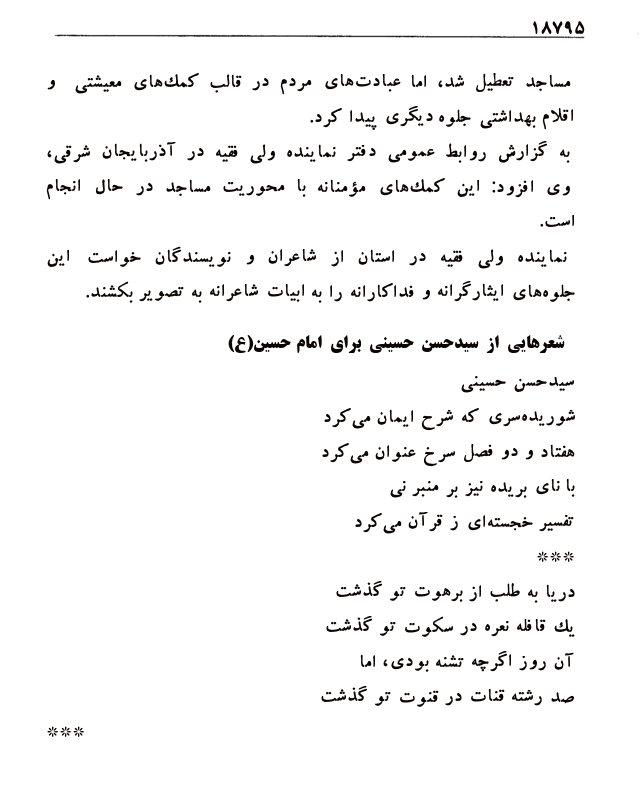 ۱۸۷۹۵
مساجد تعطیل شد، اما عبادت‌های مردم در قالب کمك‌های معیشتی و
اقلام بهداشتی جلوه دیگری پیدا کرد.
به گزارش روابط عمومی دفتر نماینده ولی فقیه در آذربایجان شرقی،
وی افزود: این کمك‌های مؤمنانه با محوریت مساجد در حال انجام
است.
نماینده ولی فقیه در استان از شاعران و نویسندگان خواست این
جلوه‌های ایثارگرانه و فداکارانه را به ابیات شاعرانه به تصویر بکشند.
شعرهایی از سیدحسن حسینی برای امام حسین(ع)
سیدحسن حسینی
شوریده‌سری که شرح ایمان می‌کرد
هفتاد و دو فصل سرخ عنوان می‌کرد
با نای بریده نیز بر منبر نی
تفسیر خجسته‌ای ز قرآن می‌کرد
***
دریا به طلب از برهوت تو گذشت
یك قافله نعره در سکوت تو گذشت
آن روز اگرچه تشنه بودی، اما
صد رشته قنات در قنوت تو گذشت
***